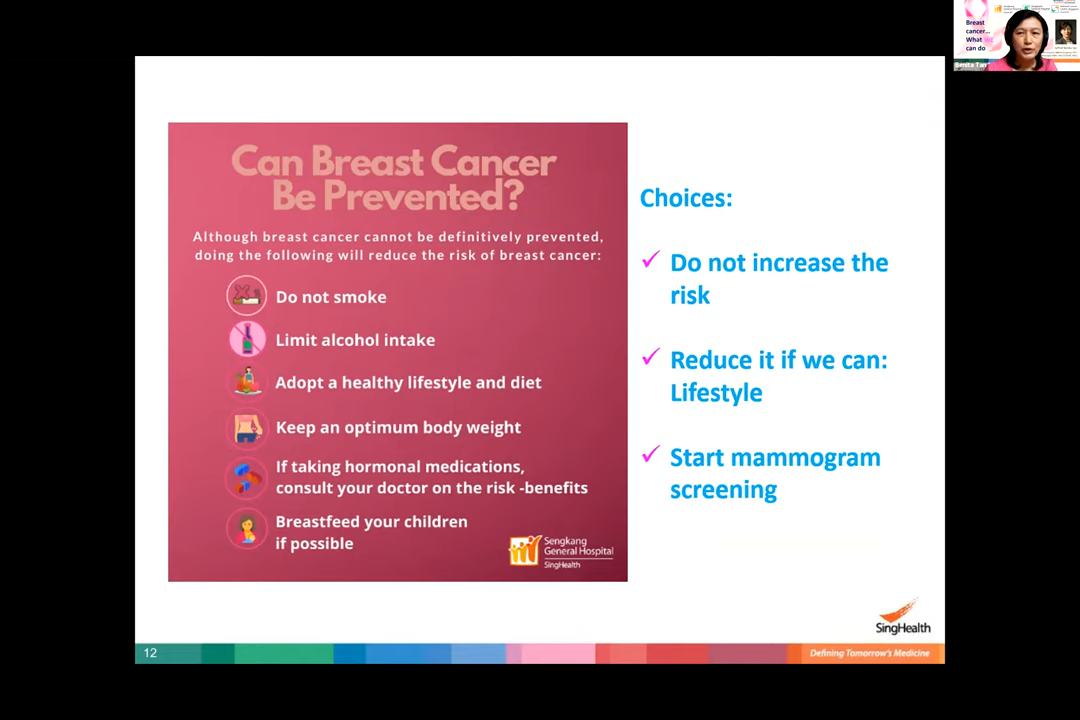 Can Breast Cancer
Be Prevented?
Although breast cancer cannot be definitively prevented,
doing the following will reduce the risk of breast cancer:
Do not smoke
Limit alcohol intake
Adopt a healthy lifestyle and diet
Keep an optimum body weight
If taking hormonal medications,
consult your doctor on the risk -benefits
Breastfeed your children
if possible
Sengkang
General Hospital
SingHealth
Choices:
Do not increase the
risk
Reduce it if we can:
Lifestyle
Start mammogram
screening
SingHealth
12
Defining Tomorrow's Medicine
Breast
cancer...
What we
can do
Benita Tan